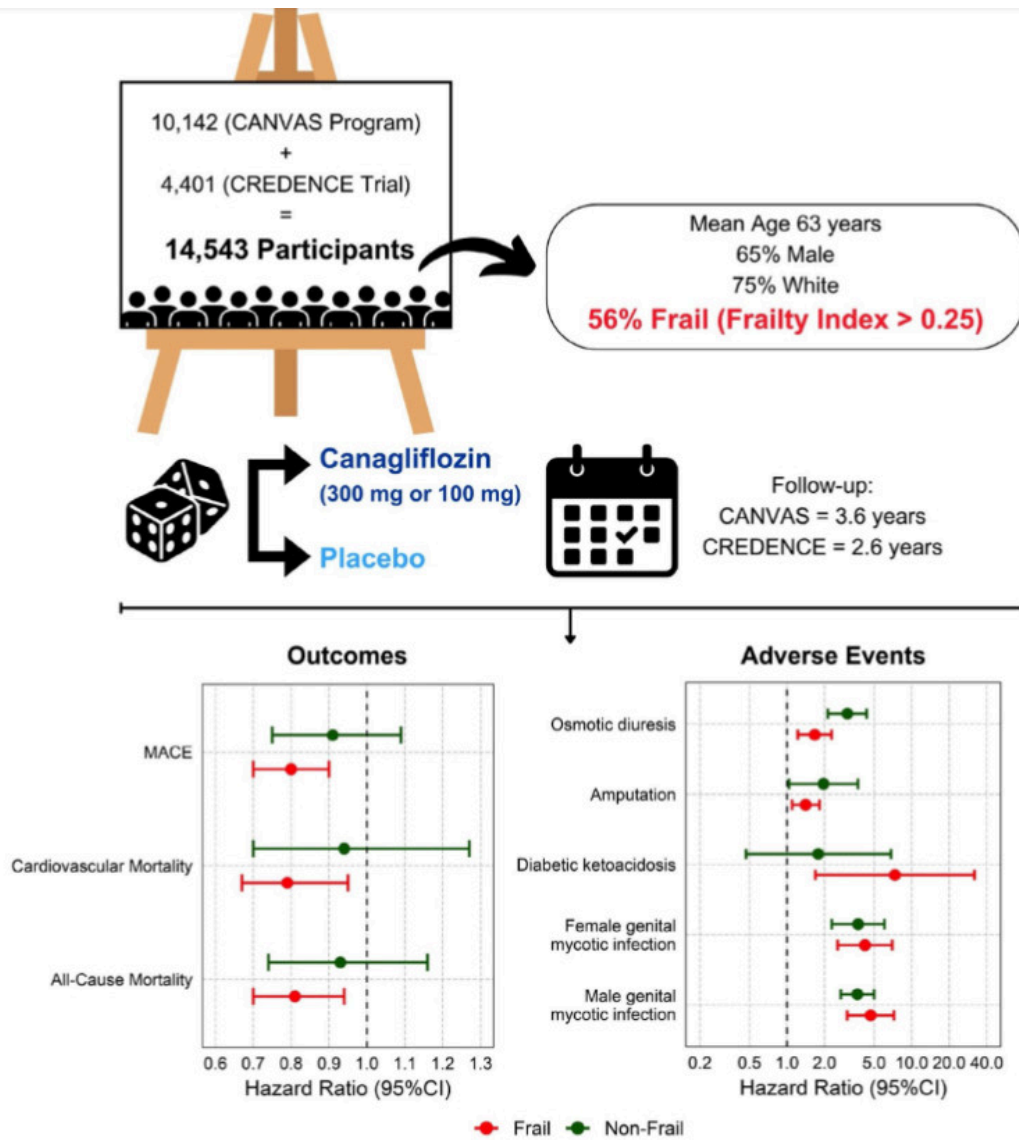 10,142 (CANVAS Program)
+
4,401 (CREDENCE Trial)
=
14,543 Participants
Mean Age 63 years
65% Male
75% White
56% Frail (Frailty Index > 0.25)
Canagliflozin
(300 mg or 100 mg)
Placebo
Follow-up:
CANVAS = 3.6 years
CREDENCE = 2.6 years
Outcomes
MACE
Cardiovascular Mortality
All-Cause Mortality
0.6 0.7 0.8 0.9 1.0 1.1 1.2 1.3
Hazard Ratio (95%CI)
Adverse Events
Osmotic diuresis
Amputation
Diabetic ketoacidosis
Female genital
mycotic infection
Male genital
mycotic infection
0.2 0.5 1.0 2.0 5.0 10.0 20.0 40.0
Hazard Ratio (95%CI)
Frail Non-Frail